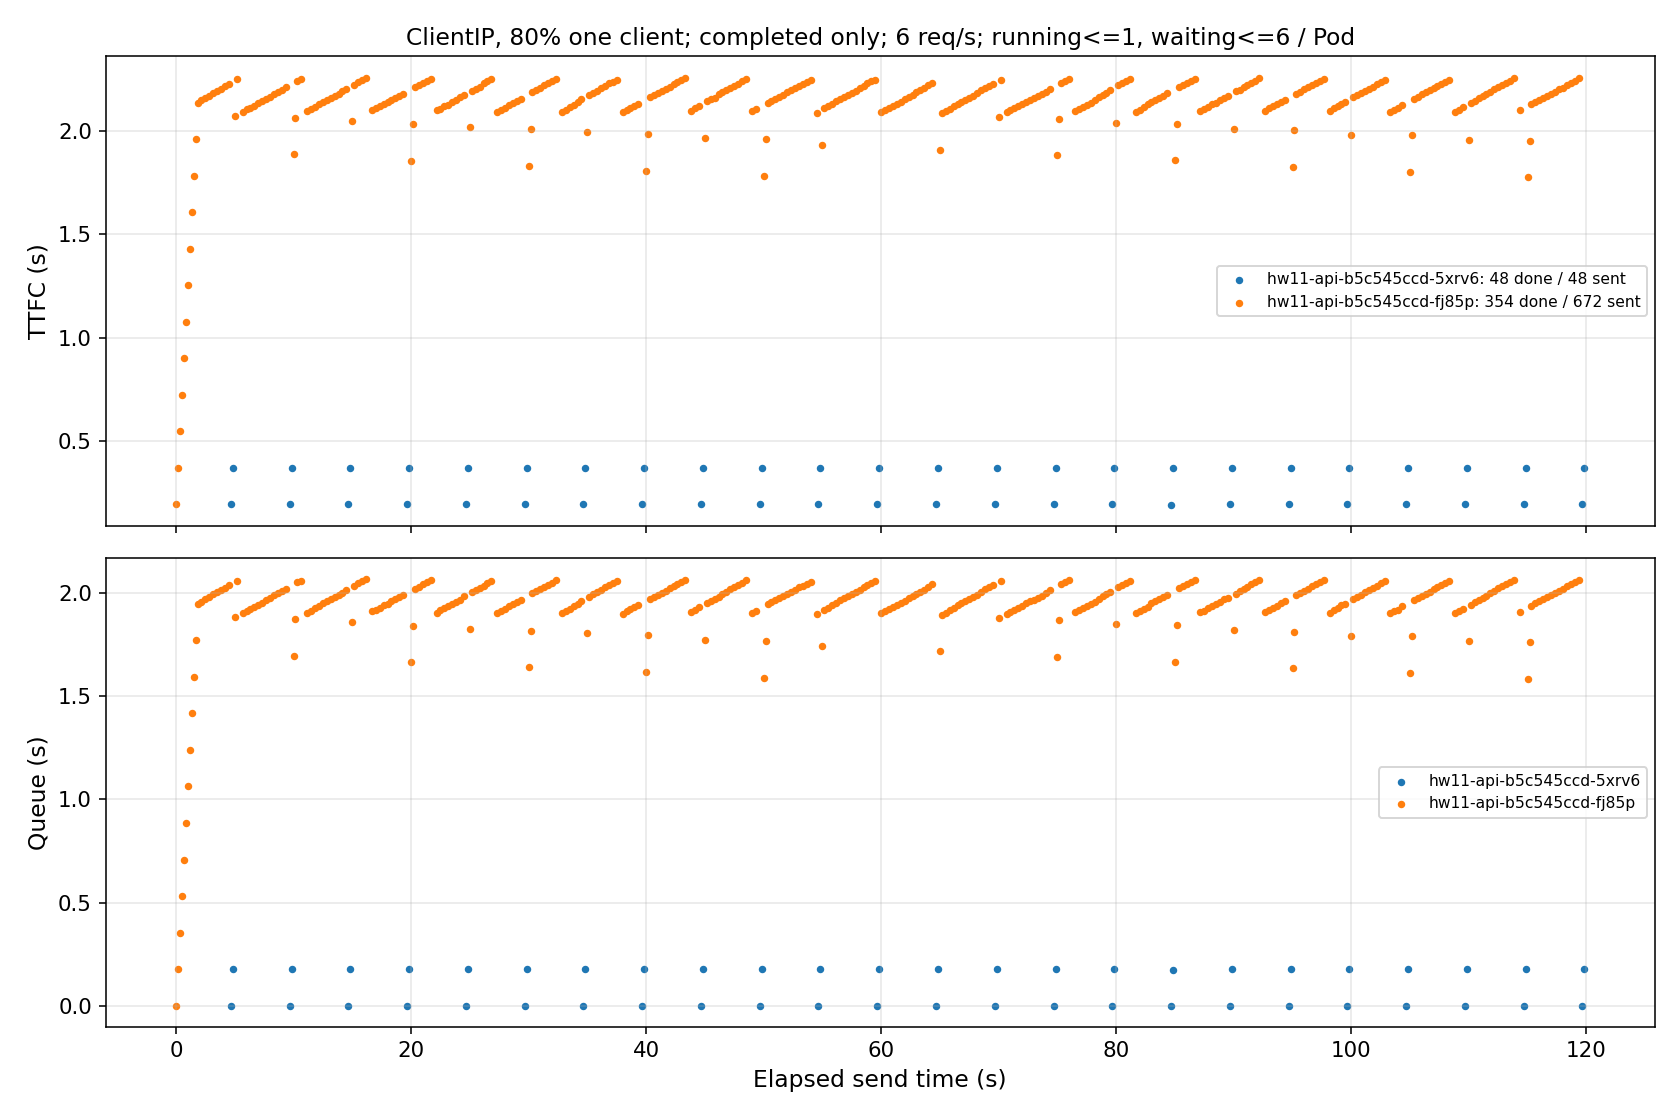 ClientIP, 80% one client; completed only; 6 req/s; running<=1, waiting<=6 / Pod
TTFC (s)
2.0
1.5
1.0
0.5
hw11-api-b5c545ccd-5xrv6: 48 done / 48 sent
hw11-api-b5c545ccd-fj85p: 354 done / 672 sent
Queue (s)
2.0
1.5
1.0
0.5
0.0
hw11-api-b5c545ccd-5xrv6
hw11-api-b5c545ccd-fj85p
0 20 40 60 80 100 120
Elapsed send time (s)